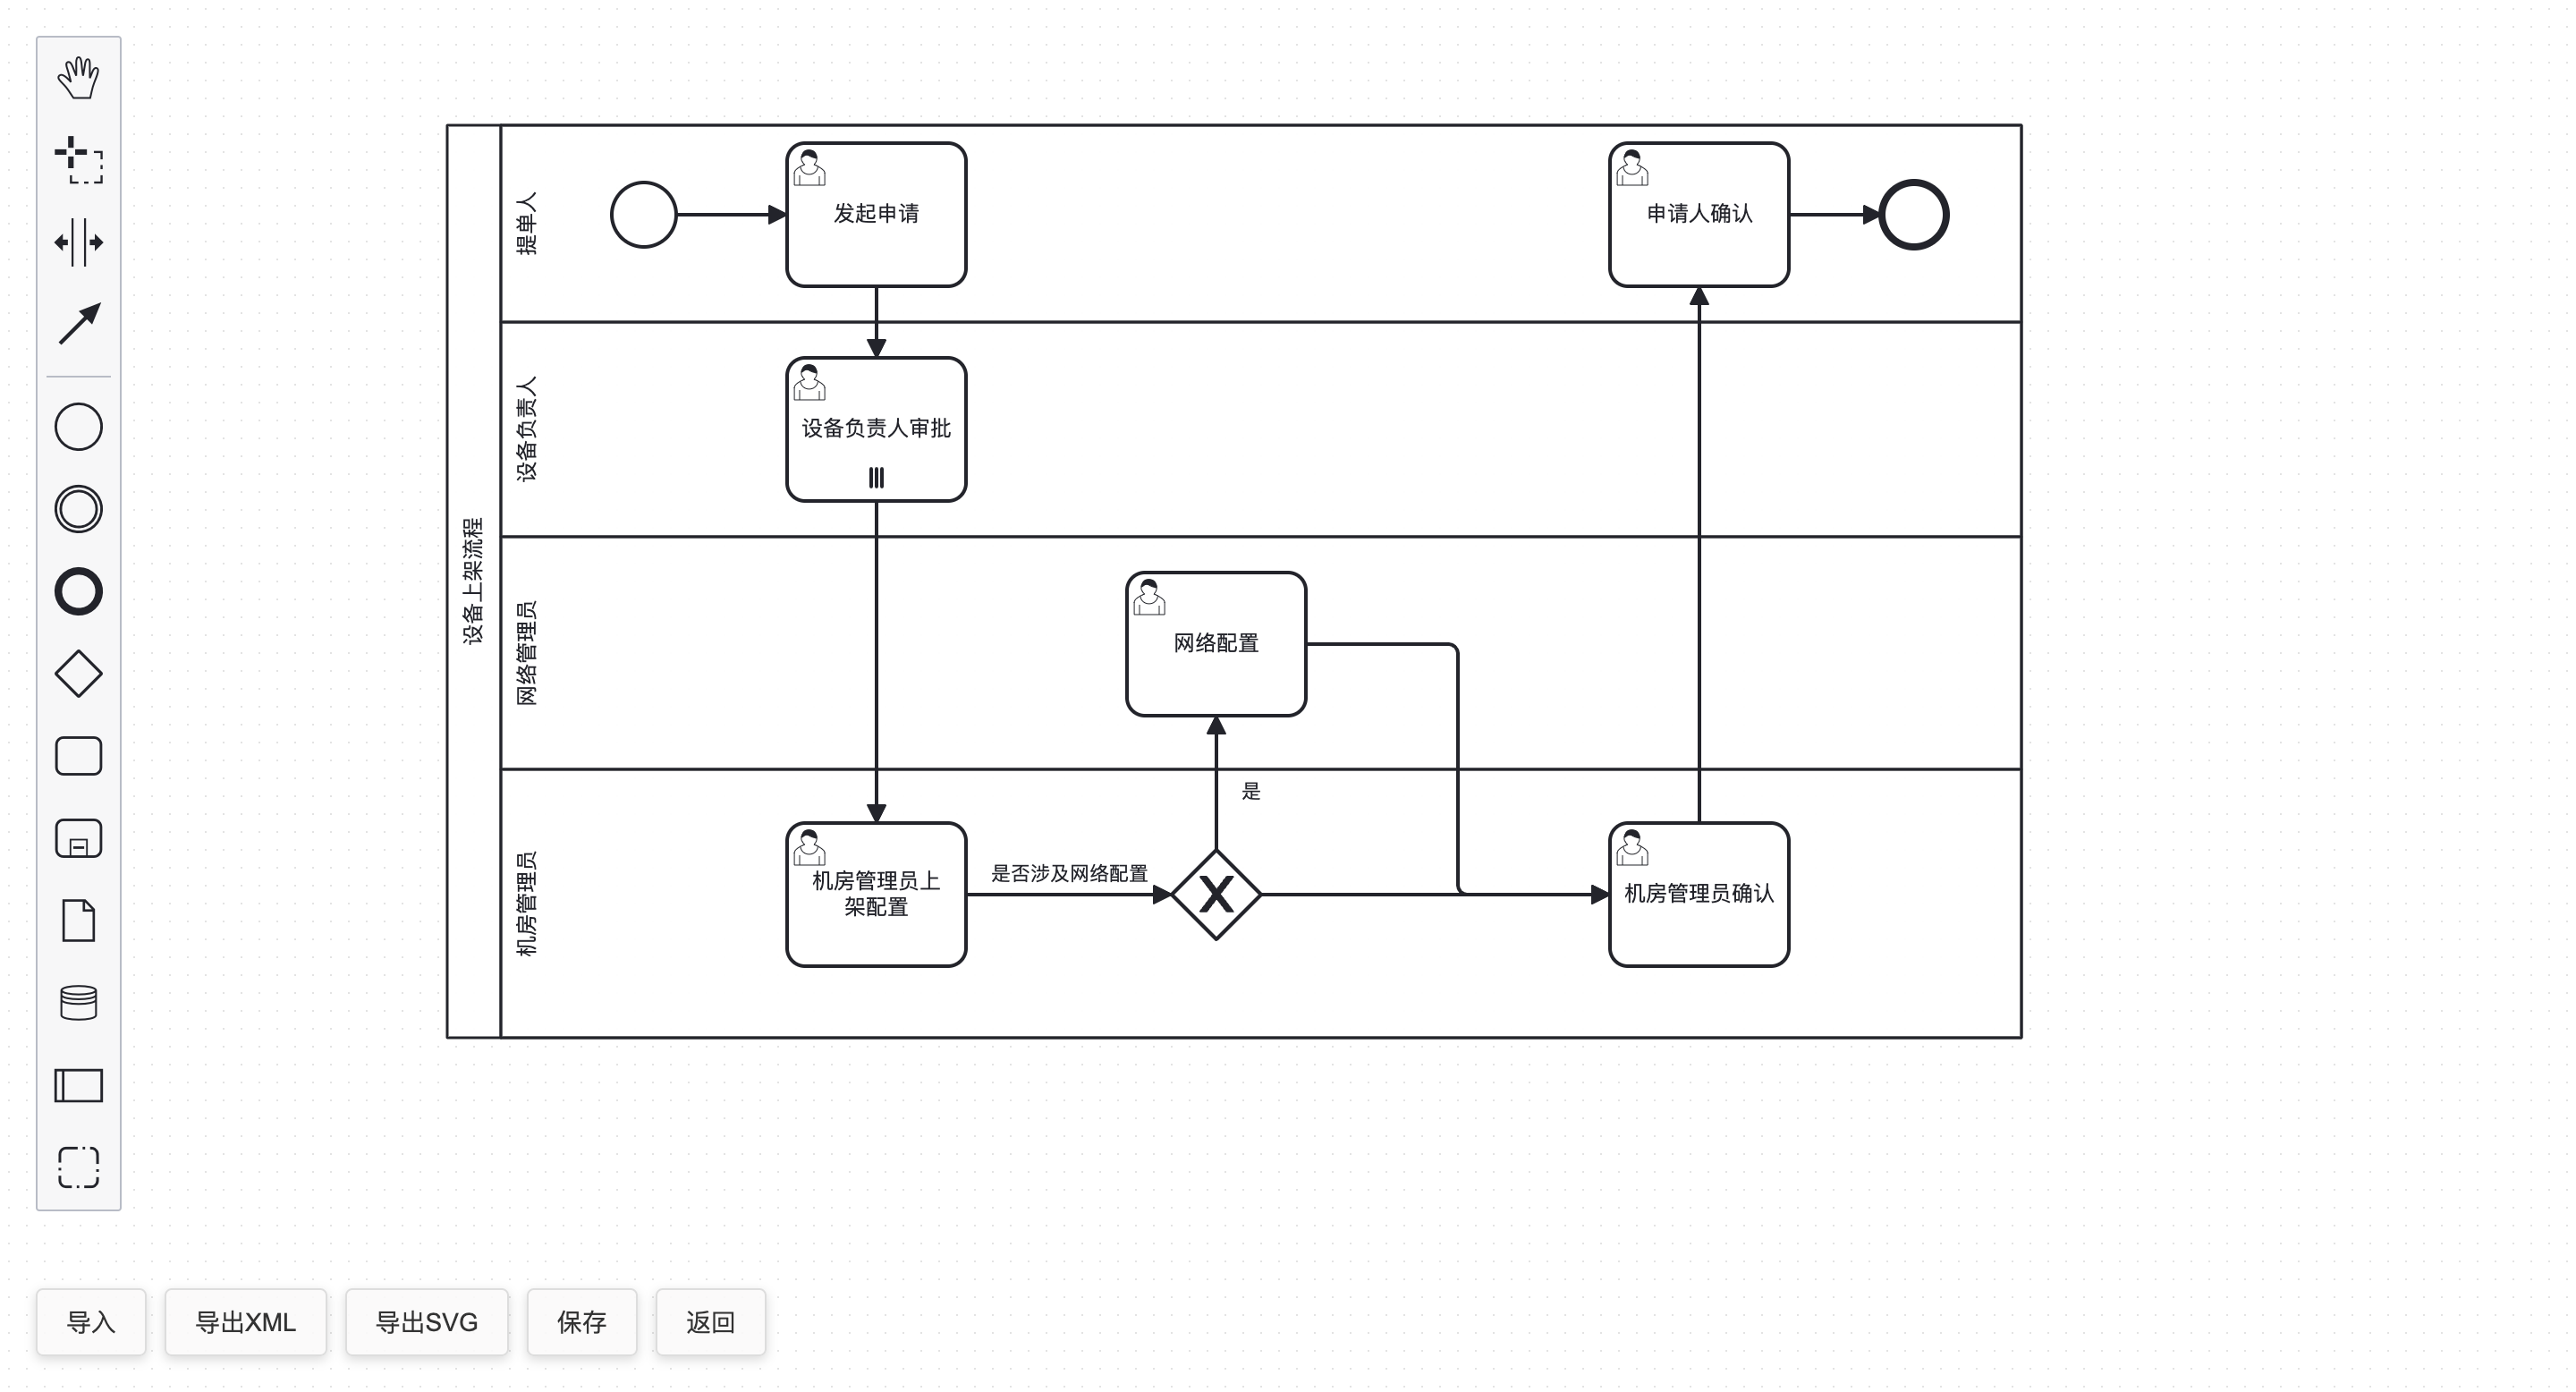 设备上架流程
提单人
发起申请
申请人确认
设备负责人
设备负责人审批
网络管理员
网络配置
是
机房管理员
机房管理员上
架配置
是否涉及网络配置
X
机房管理员确认
导入
导出XML
导出SVG
保存
返回